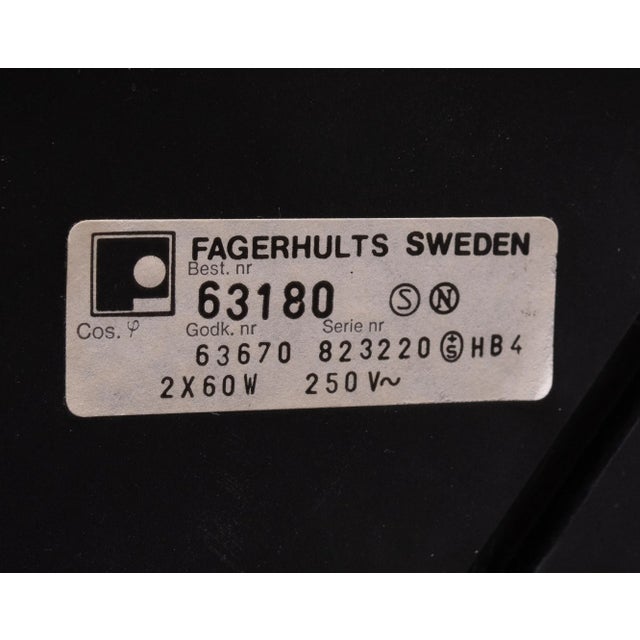 FAGERHULTS SWEDEN
Best. nr
63180 Ⓢ Ⓝ
Cos. φ Godk. nr Serie nr
63670 823220 +S HB4
2X60W 250V~